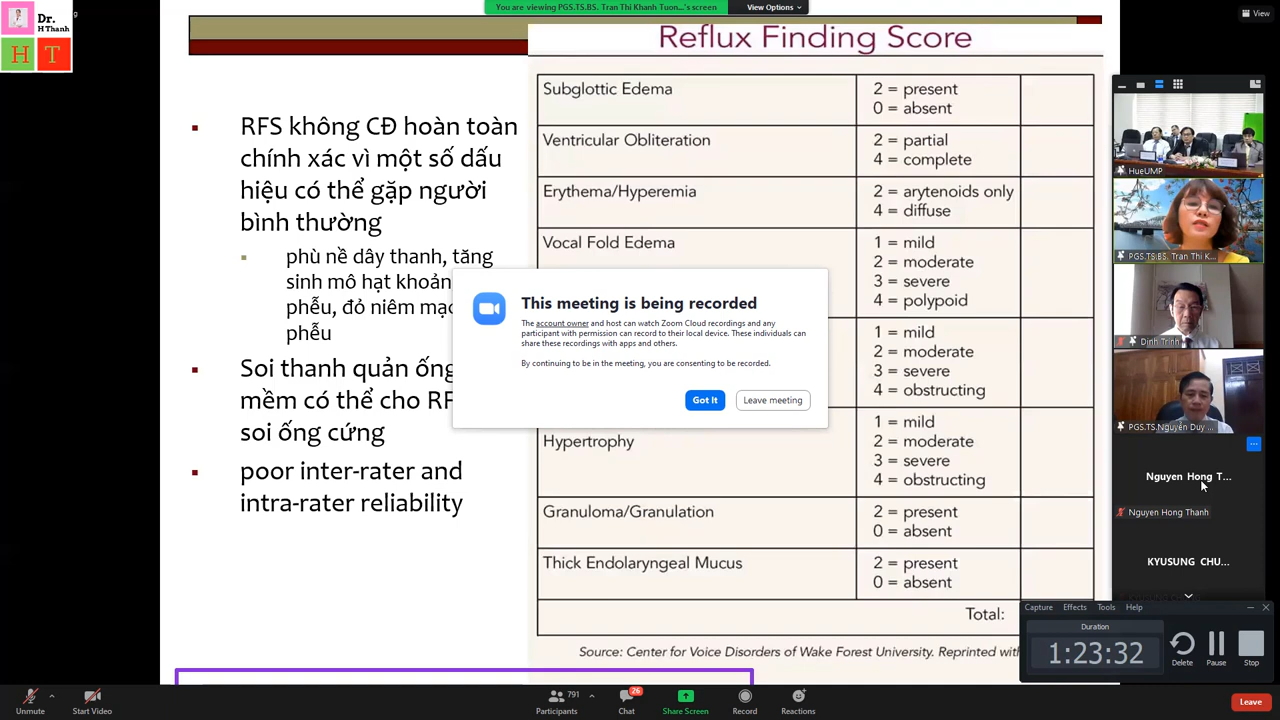 You are viewing PGS.TS.BS. Tran Thi Khanh Tuon...'s screen
View Options
View
Dr.
H Thanh
H T
Reflux Finding Score
RFS không CĐ hoàn toàn
chính xác vì một số dấu
hiệu có thể gặp người
bình thường
phù nề dây thanh, tăng
sinh mô hạt khoản
phễu, đỏ niêm mạc
phễu
Soi thanh quản ống
mềm có thể cho RF
soi ống cứng
poor inter-rater and
intra-rater reliability
Subglottic Edema
2 = present
0 = absent
Ventricular Obliteration
2 = partial
4 = complete
Erythema/Hyperemia
2 = arytenoids only
4 = diffuse
Vocal Fold Edema
1 = mild
2 = moderate
3 = severe
4 = polypoid
1 = mild
2 = moderate
3 = severe
4 = obstructing
Hypertrophy
1 = mild
2 = moderate
3 = severe
4 = obstructing
Granuloma/Granulation
2 = present
0 = absent
Thick Endolaryngeal Mucus
2 = present
0 = absent
Total:
Source: Center for Voice Disorders of Wake Forest University. Reprinted with
This meeting is being recorded
The account owner and host can watch Zoom Cloud recordings and any
participant with permission can record to their local device. These individuals can
share these recordings with apps and others.
By continuing to be in the meeting, you are consenting to be recorded.
Got It
Leave meeting
HueUMP
PGS.TS.BS. Tran Thi K...
Dinh Trinh
PGS.TS.Nguyen Duy ...
Nguyen Hong T...
Nguyen Hong Thanh
KYUSUNG CHU...
Capture Effects Tools Help
Duration
1:23:32
Delete
Pause
Stop
Unmute
Start Video
791
Participants
26
Chat
Share Screen
Record
Reactions
Leave